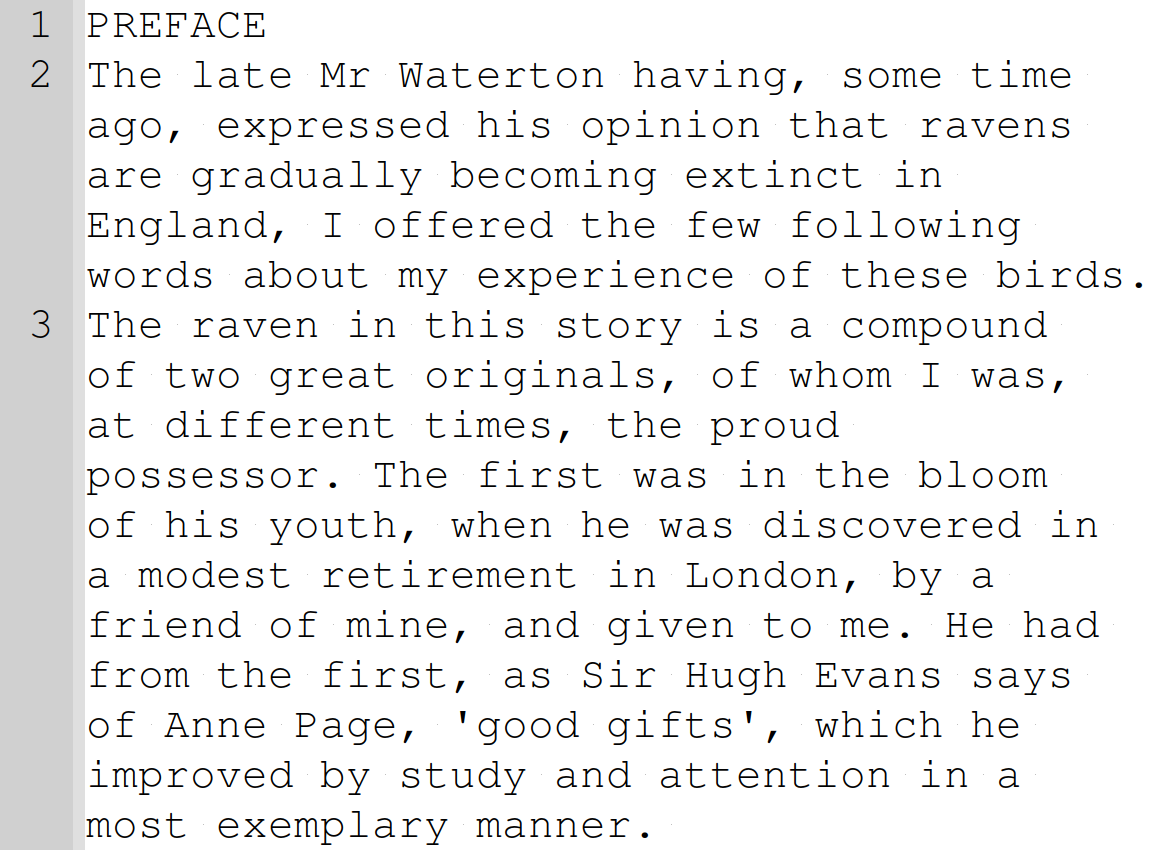 1 PREFACE
2 The late Mr Waterton having, some time
ago, expressed his opinion that ravens
are gradually becoming extinct in
England, I offered the few following
words about my experience of these birds.
3 The raven in this story is a compound
of two great originals, of whom I was,
at different times, the proud
possessor. The first was in the bloom
of his youth, when he was discovered in
a modest retirement in London, by a
friend of mine, and given to me. He had
from the first, as Sir Hugh Evans says
of Anne Page, 'good gifts', which he
improved by study and attention in a
most exemplary manner.